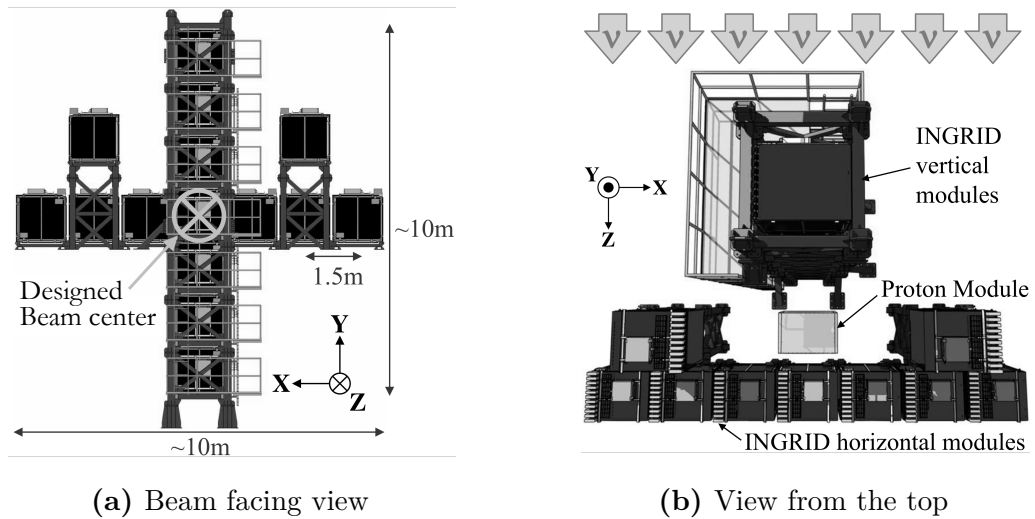 ~10m
1.5m
Designed
Beam center
Y
X
Z
~10m
(a) Beam facing view
ν ν ν ν ν ν ν
INGRID
vertical
modules
Y
X
Z
Proton Module
INGRID horizontal modules
(b) View from the top